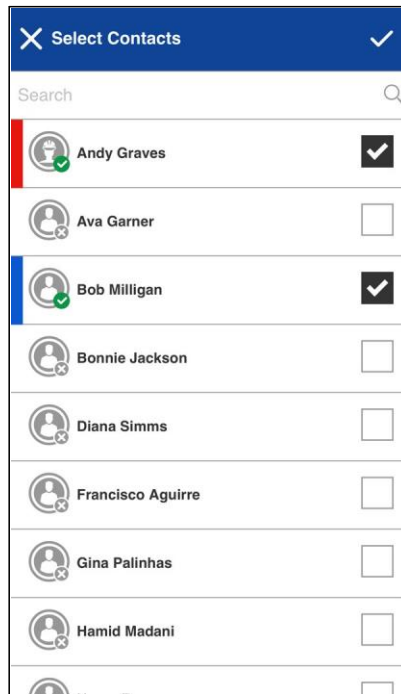 Select Contacts
Search
Andy Graves
Ava Garner
Bob Milligan
Bonnie Jackson
Diana Simms
Francisco Aguirre
Gina Palinhas
Hamid Madani